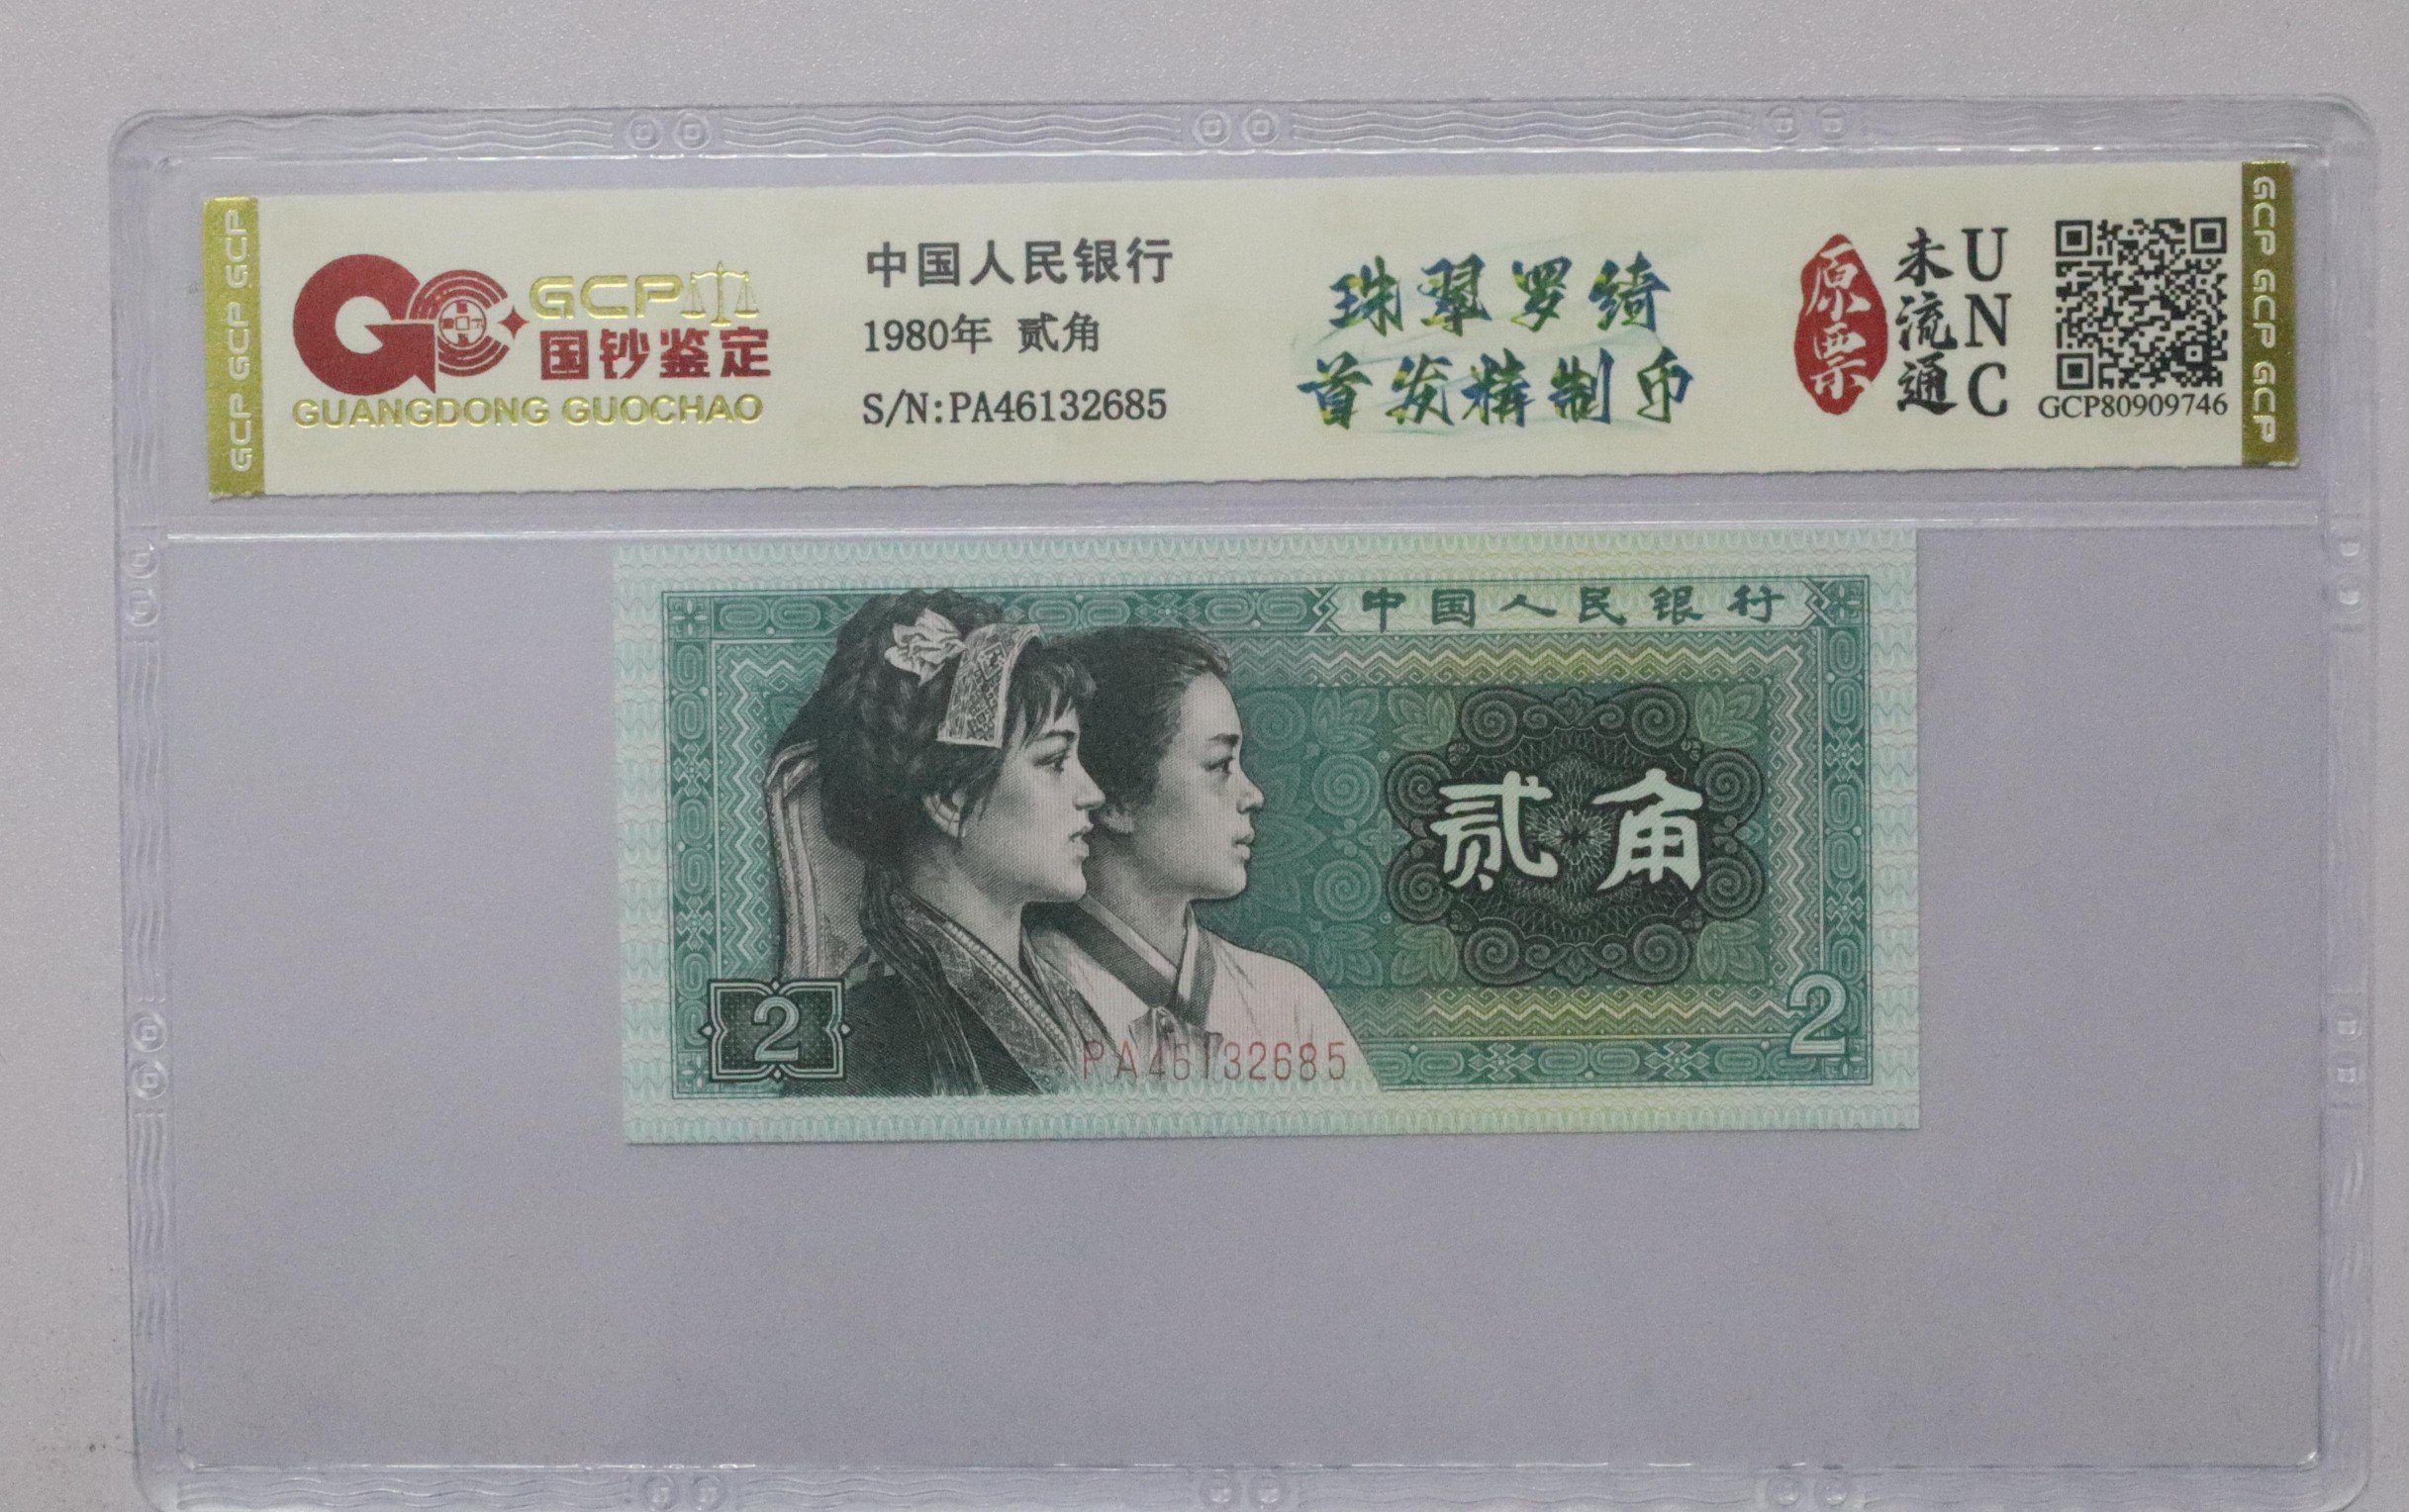 GCP GCP GCP
GCP
国钞鉴定
GUANGDONG GUOCHAO
中国人民银行
1980年 贰角
S/N:PA46132685
珠翠罗绮
首发精制币
原票
未流通
UNC
GCP80909746
GCP GCP GCP
中国人民银行
贰角
2
2
PA46132685